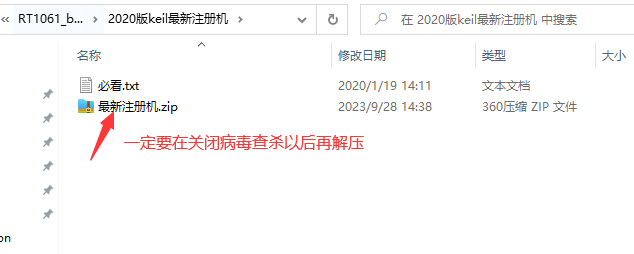 « RT1061_b... › 2020版keil最新注册机 › 在 2020版keil最新注册机 中搜索
名称 修改日期 类型 大小
必看.txt 2020/1/19 14:11 文本文档
最新注册机.zip 2023/9/28 14:38 360压缩 ZIP 文件
一定要在关闭病毒查杀以后再解压
on